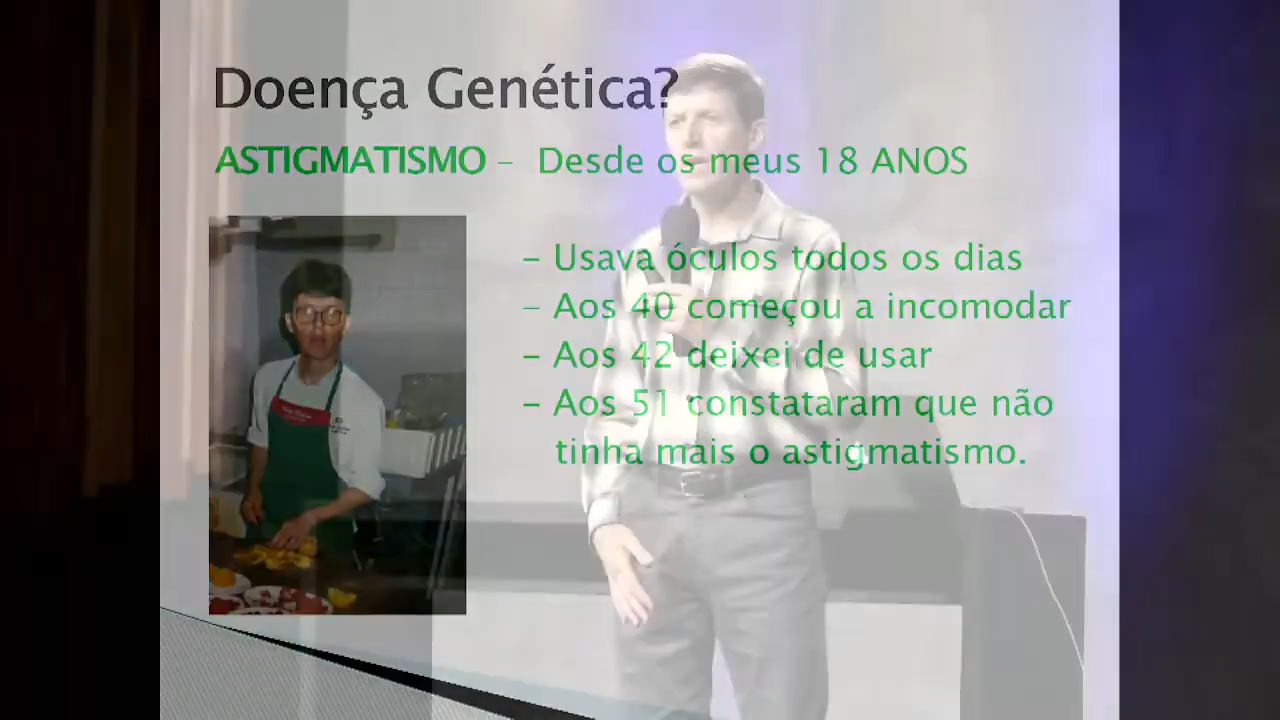 Doença Genética?
ASTIGMATISMO – Desde os meus 18 ANOS
– Usava óculos todos os dias
– Aos 40 começou a incomodar
– Aos 42 deixei de usar
– Aos 51 constataram que não
tinha mais o astigmatismo.